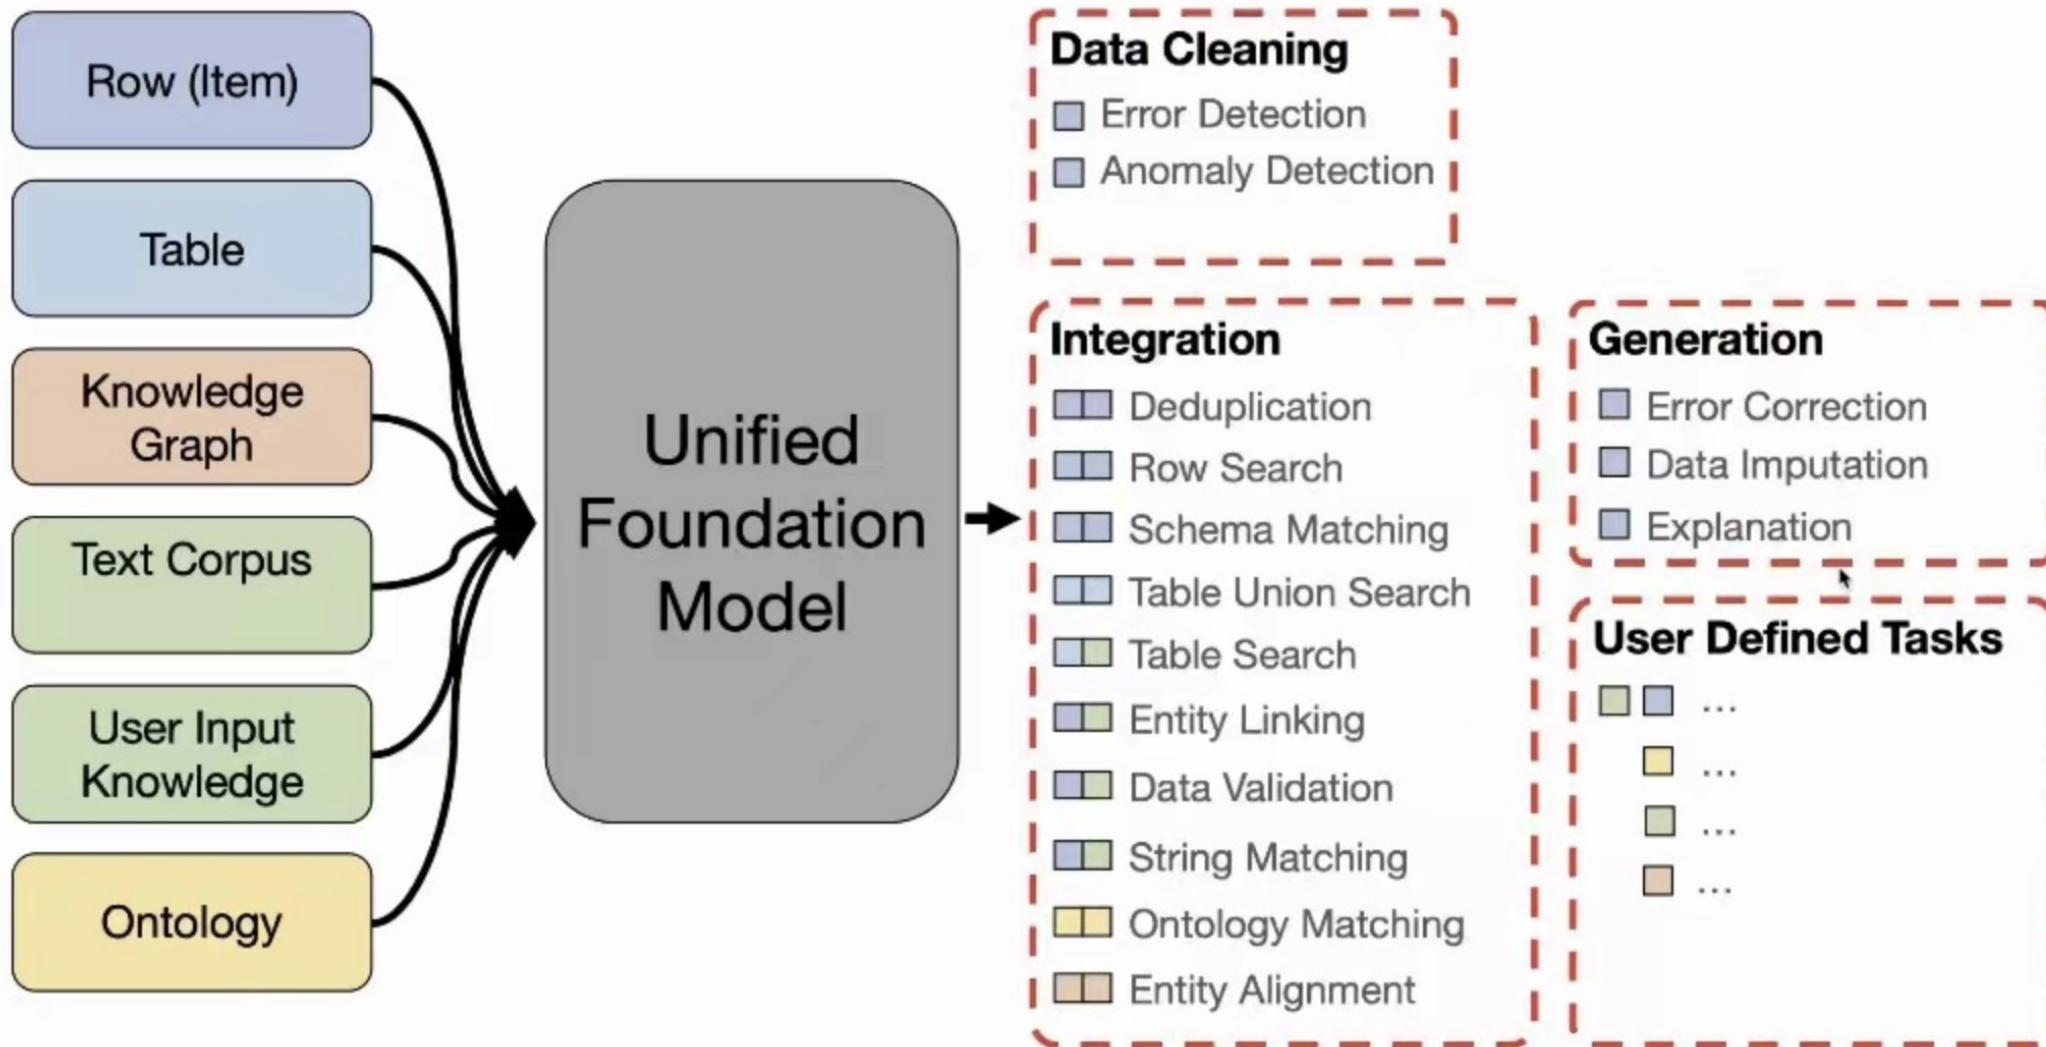 Row (Item)
Table
Knowledge
Graph
Text Corpus
User Input
Knowledge
Ontology
Unified
Foundation
Model
Data Cleaning
Error Detection
Anomaly Detection
Integration
Deduplication
Row Search
Schema Matching
Table Union Search
Table Search
Entity Linking
Data Validation
String Matching
Ontology Matching
Entity Alignment
Generation
Error Correction
Data Imputation
Explanation
User Defined Tasks
...
...
...
...